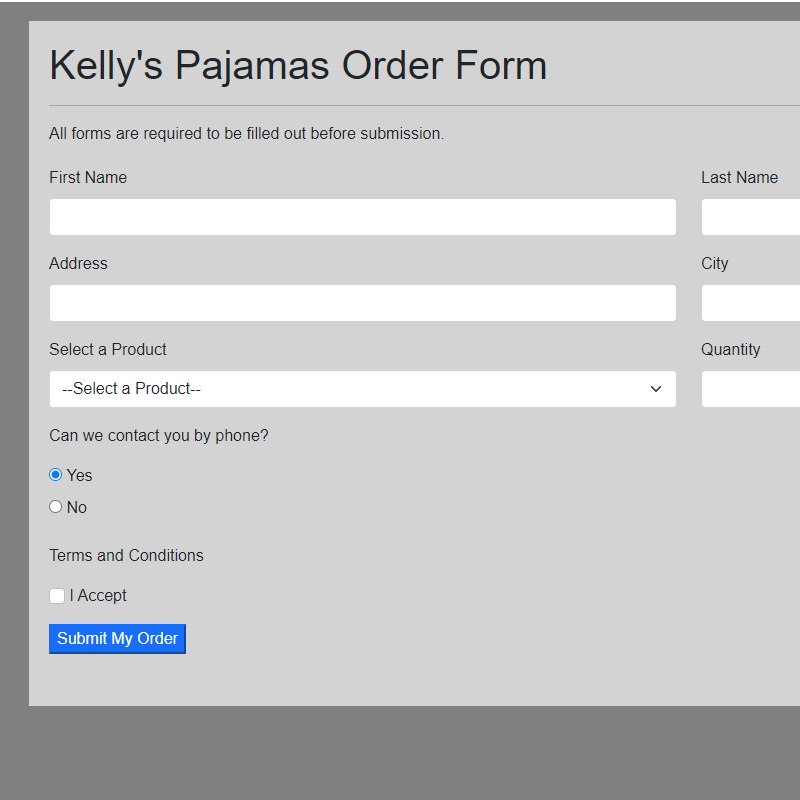 Kelly's Pajamas Order Form
All forms are required to be filled out before submission.
First Name
Last Name
Address
City
Select a Product
Quantity
--Select a Product--
Can we contact you by phone?
Yes
No
Terms and Conditions
I Accept
Submit My Order